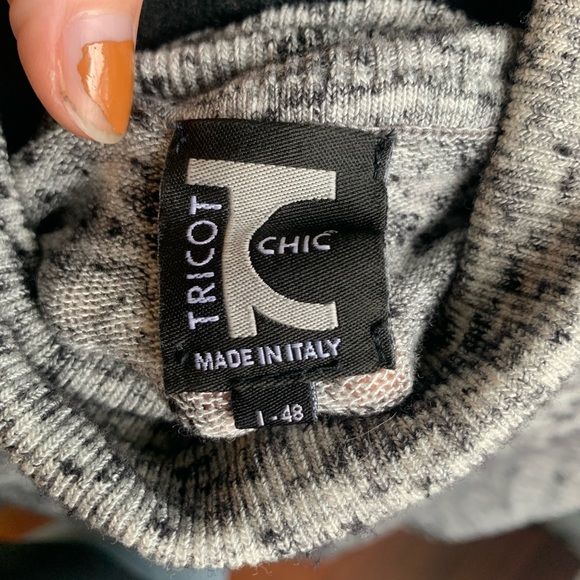 TRICOT
CHIC
MADE IN ITALY
I - 48